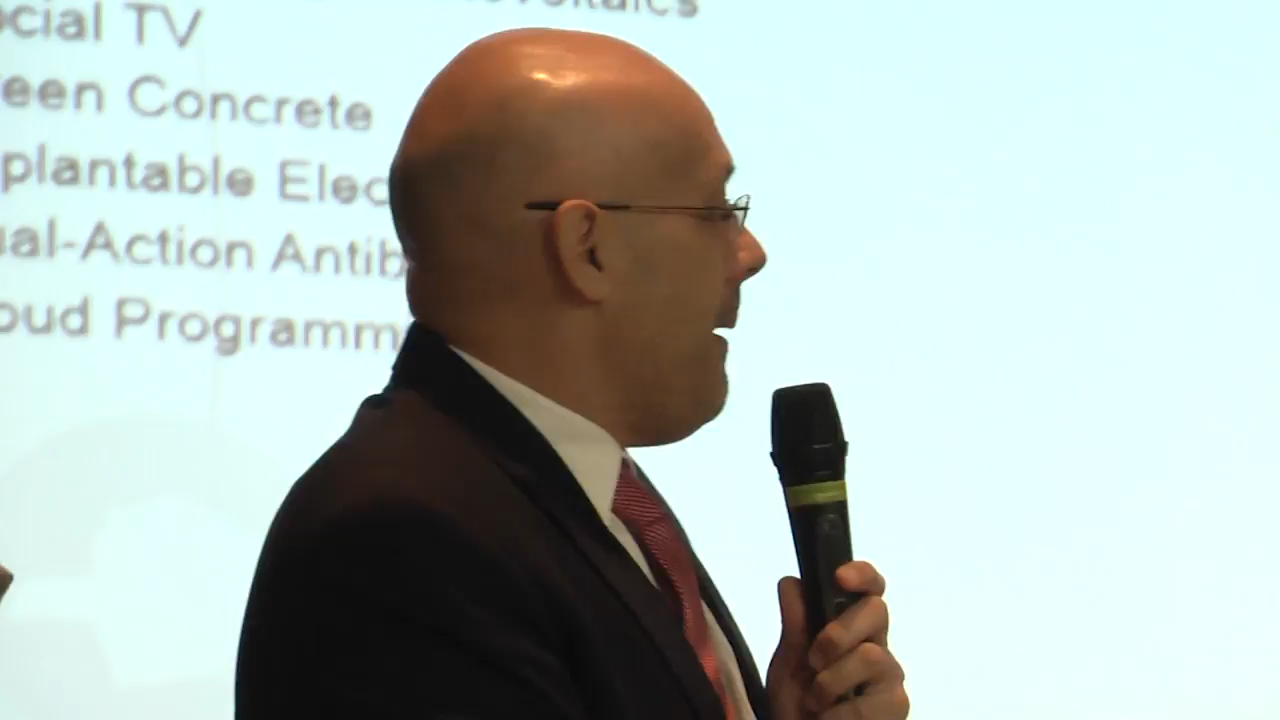 ocial TV
een Concrete
plantable Elec
ual-Action Antib
oud Programm